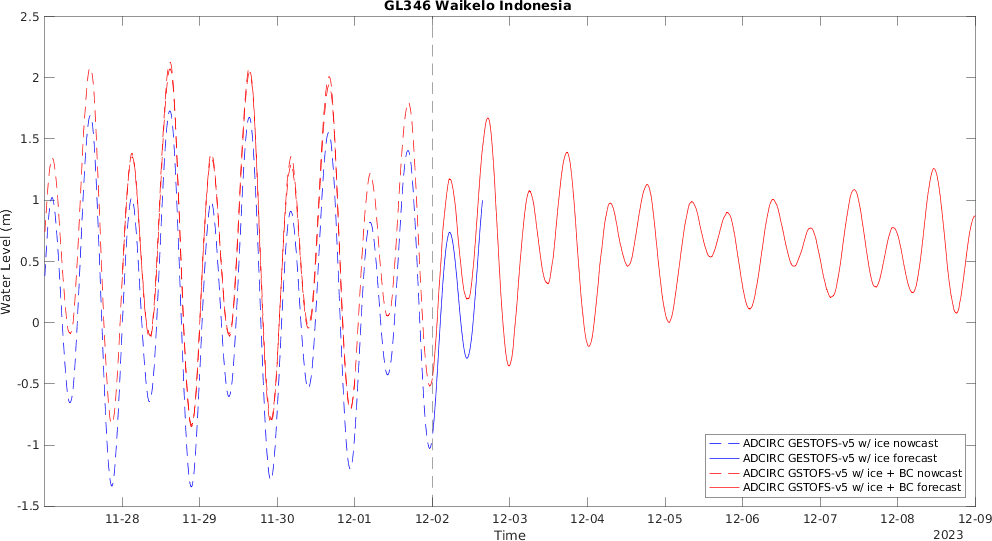 GL346 Waikelo Indonesia
2.5
2
1.5
1
0.5
0
-0.5
-1
-1.5
Water Level (m)
ADCIRC GESTOFS-v5 w/ ice nowcast
ADCIRC GESTOFS-v5 w/ ice forecast
ADCIRC GSTOFS-v5 w/ ice + BC nowcast
ADCIRC GSTOFS-v5 w/ ice + BC forecast
11-28 11-29 11-30 12-01 12-02 12-03 12-04 12-05 12-06 12-07 12-08 12-09
Time
2023